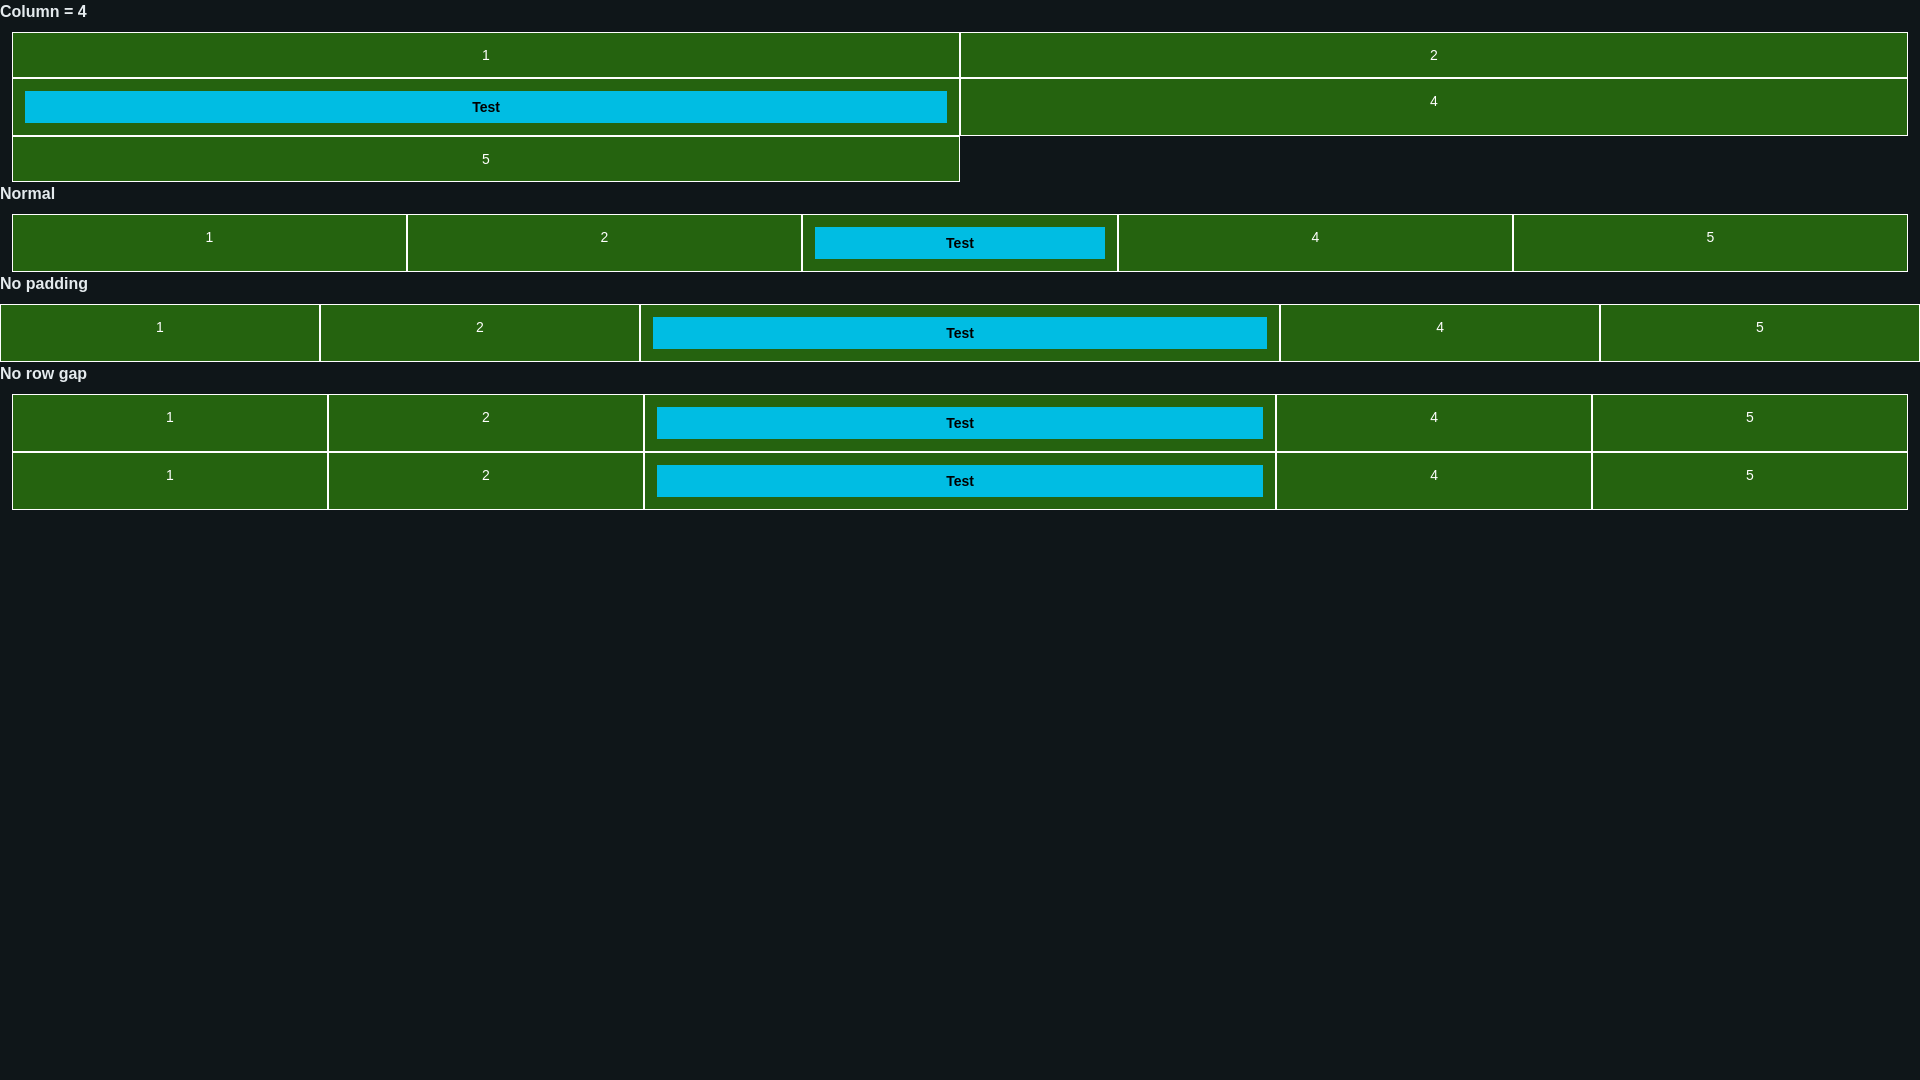 Column = 4
1 2
Test 4
5
Normal
1 2 Test 4 5
No padding
1 2 Test 4 5
No row gap
1 2 Test 4 5
1 2 Test 4 5